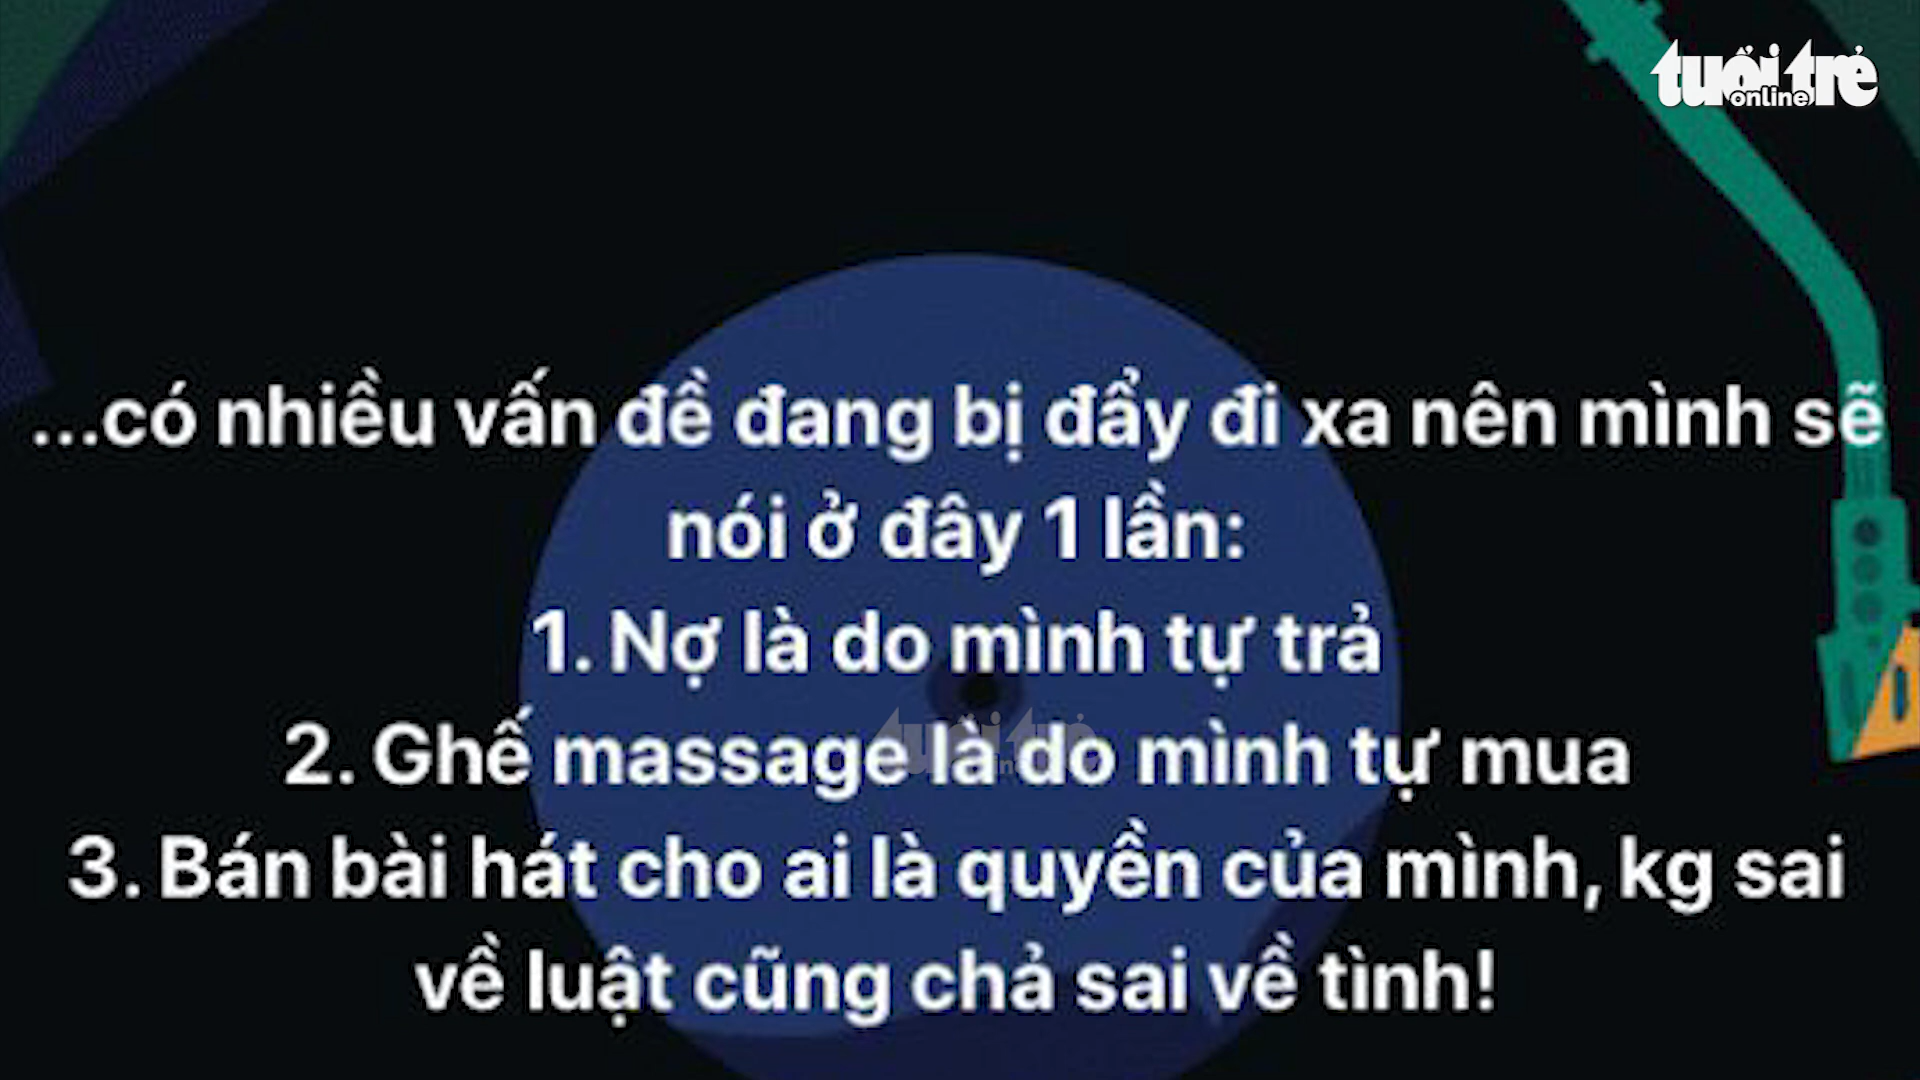 tuổi trẻ
online
...có nhiều vấn đề đang bị đẩy đi xa nên mình sẽ
nói ở đây 1 lần:
1. Nợ là do mình tự trả
2. Ghế massage là do mình tự mua
3. Bán bài hát cho ai là quyền của mình, kg sai
về luật cũng chả sai về tình!